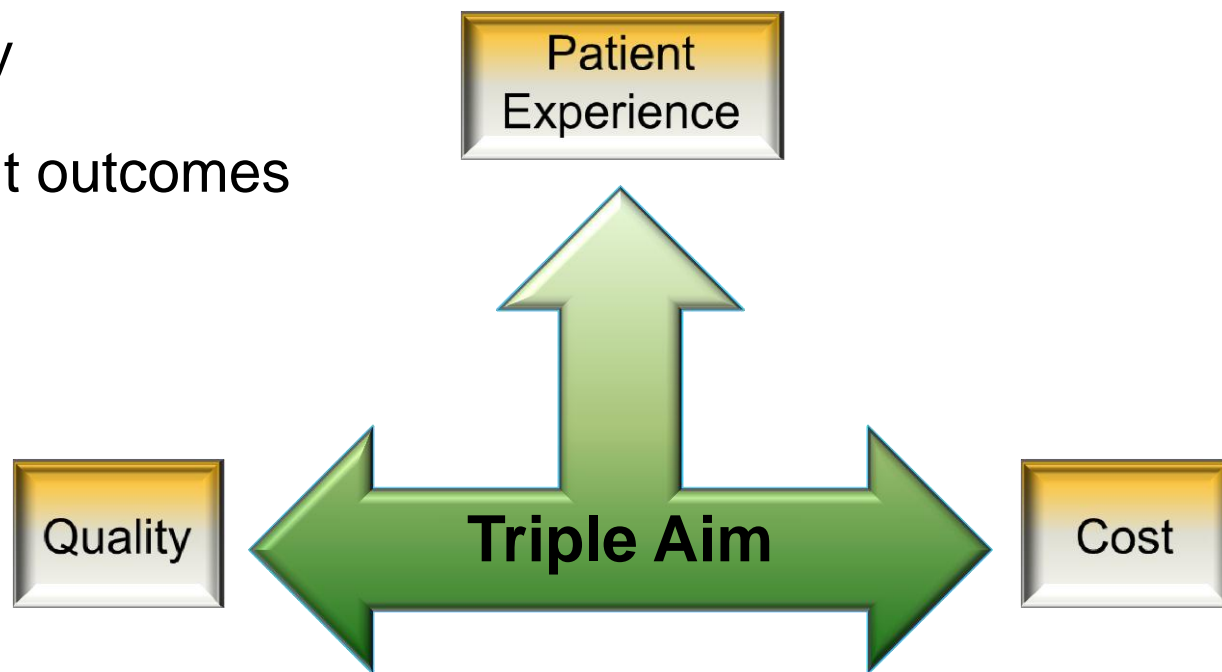 y
t outcomes
Patient
Experience
Quality
Triple Aim
Cost